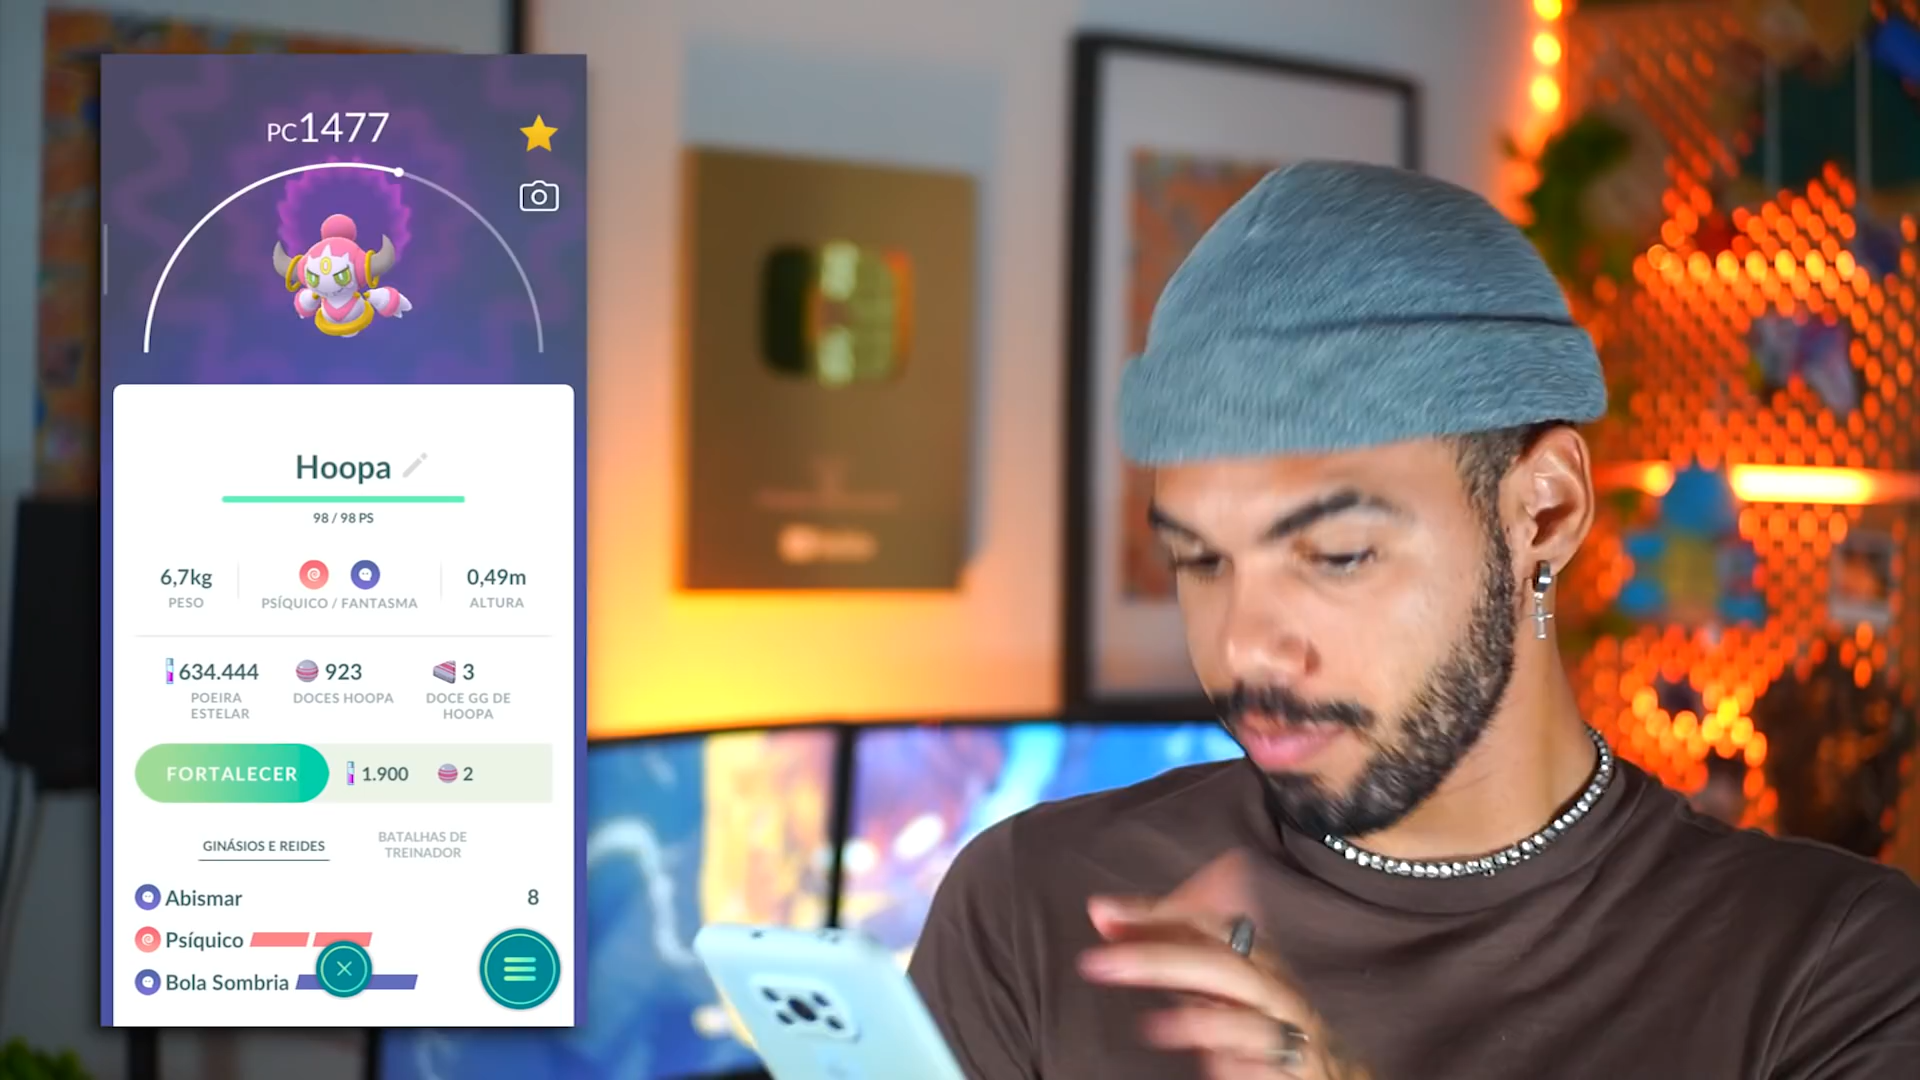 PC1477
Hoopa
98 / 98 PS
6,7kg
PESO
PSÍQUICO / FANTASMA
0,49m
ALTURA
634.444
POEIRA
ESTELAR
923
DOCES HOOPA
3
DOCE GG DE
HOOPA
FORTALECER
1.900
2
GINÁSIOS E REIDES
BATALHAS DE
TREINADOR
Abismar
8
Psíquico
Bola Sombria